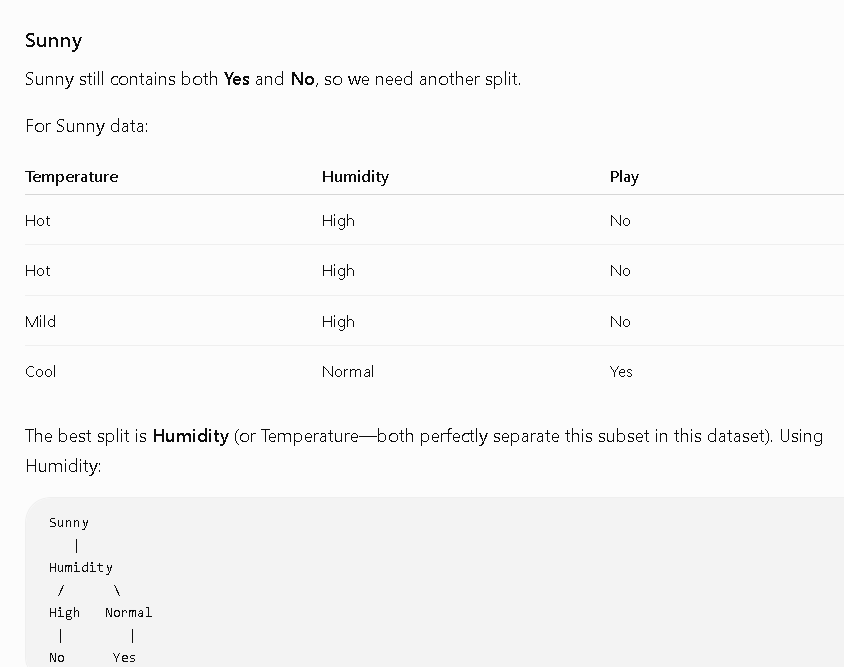 Sunny
Sunny still contains both Yes and No, so we need another split.
For Sunny data:
Temperature Humidity Play
Hot High No
Hot High No
Mild High No
Cool Normal Yes
The best split is Humidity (or Temperature—both perfectly separate this subset in this dataset). Using
Humidity:
Sunny
|
Humidity
/ \
High Normal
| |
No Yes